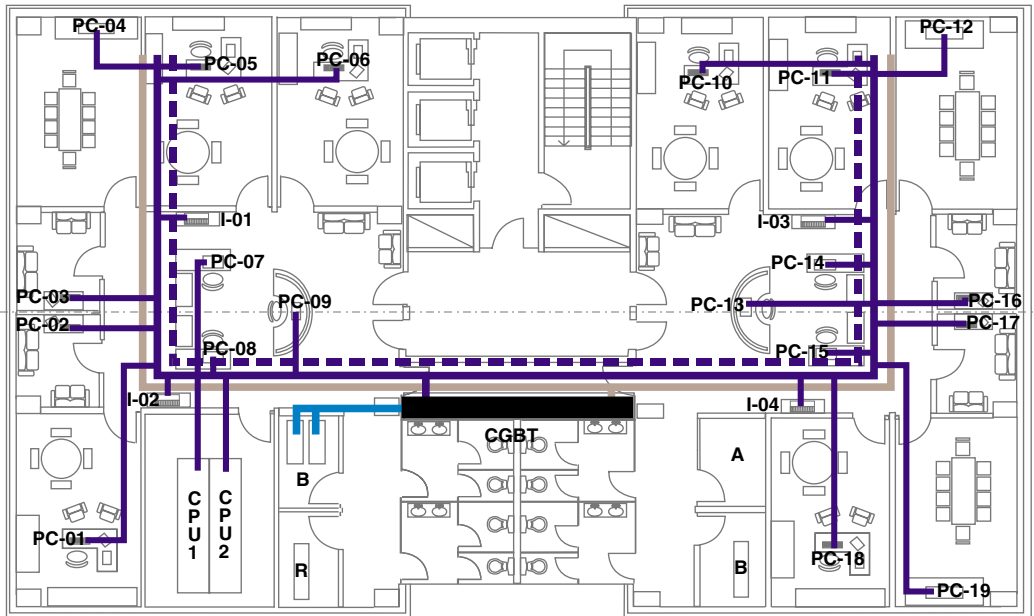 PC-04
PC-12
PC-05
PC-06
PC-10
PC-11
I-01
I-03
PC-07
PC-14
PC-03
PC-09
PC-13
PC-16
PC-02
PC-17
PC-08
PC-15
I-02
I-04
CGBT
A
B
CPU1
CPU2
PC-01
PC-18
R
B
PC-19